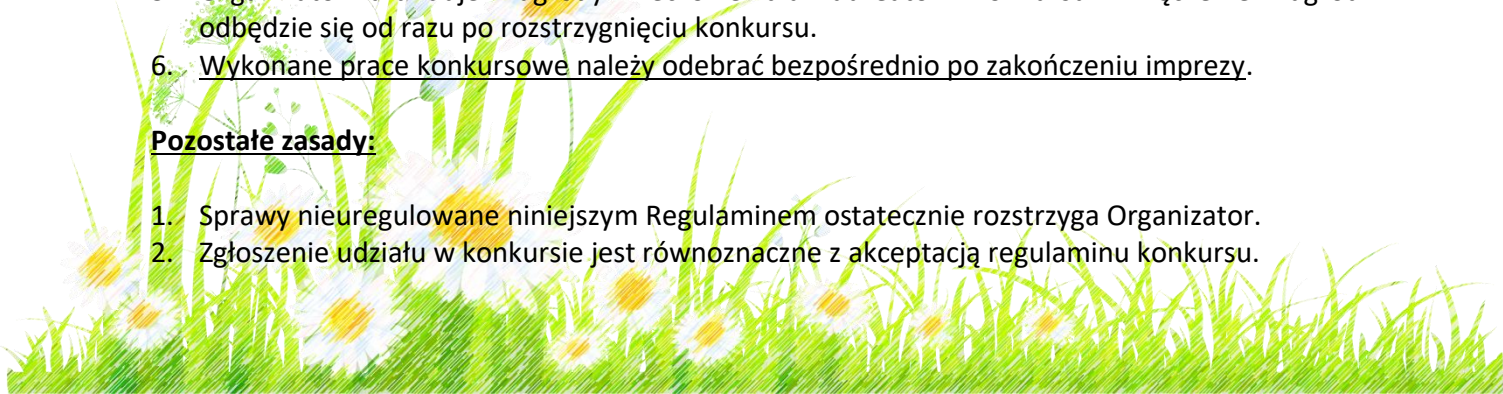 odbędzie się od razu po rozstrzygnięciu konkursu.
6. Wykonane prace konkursowe należy odebrać bezpośrednio po zakończeniu imprezy.
Pozostałe zasady:
1. Sprawy nieuregulowane niniejszym Regulaminem ostatecznie rozstrzyga Organizator.
2. Zgłoszenie udziału w konkursie jest równoznaczne z akceptacją regulaminu konkursu.